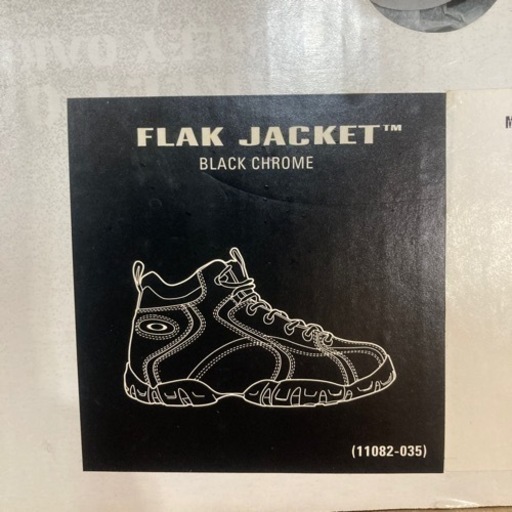 FLAK JACKET™
BLACK CHROME
(11082-035)
M